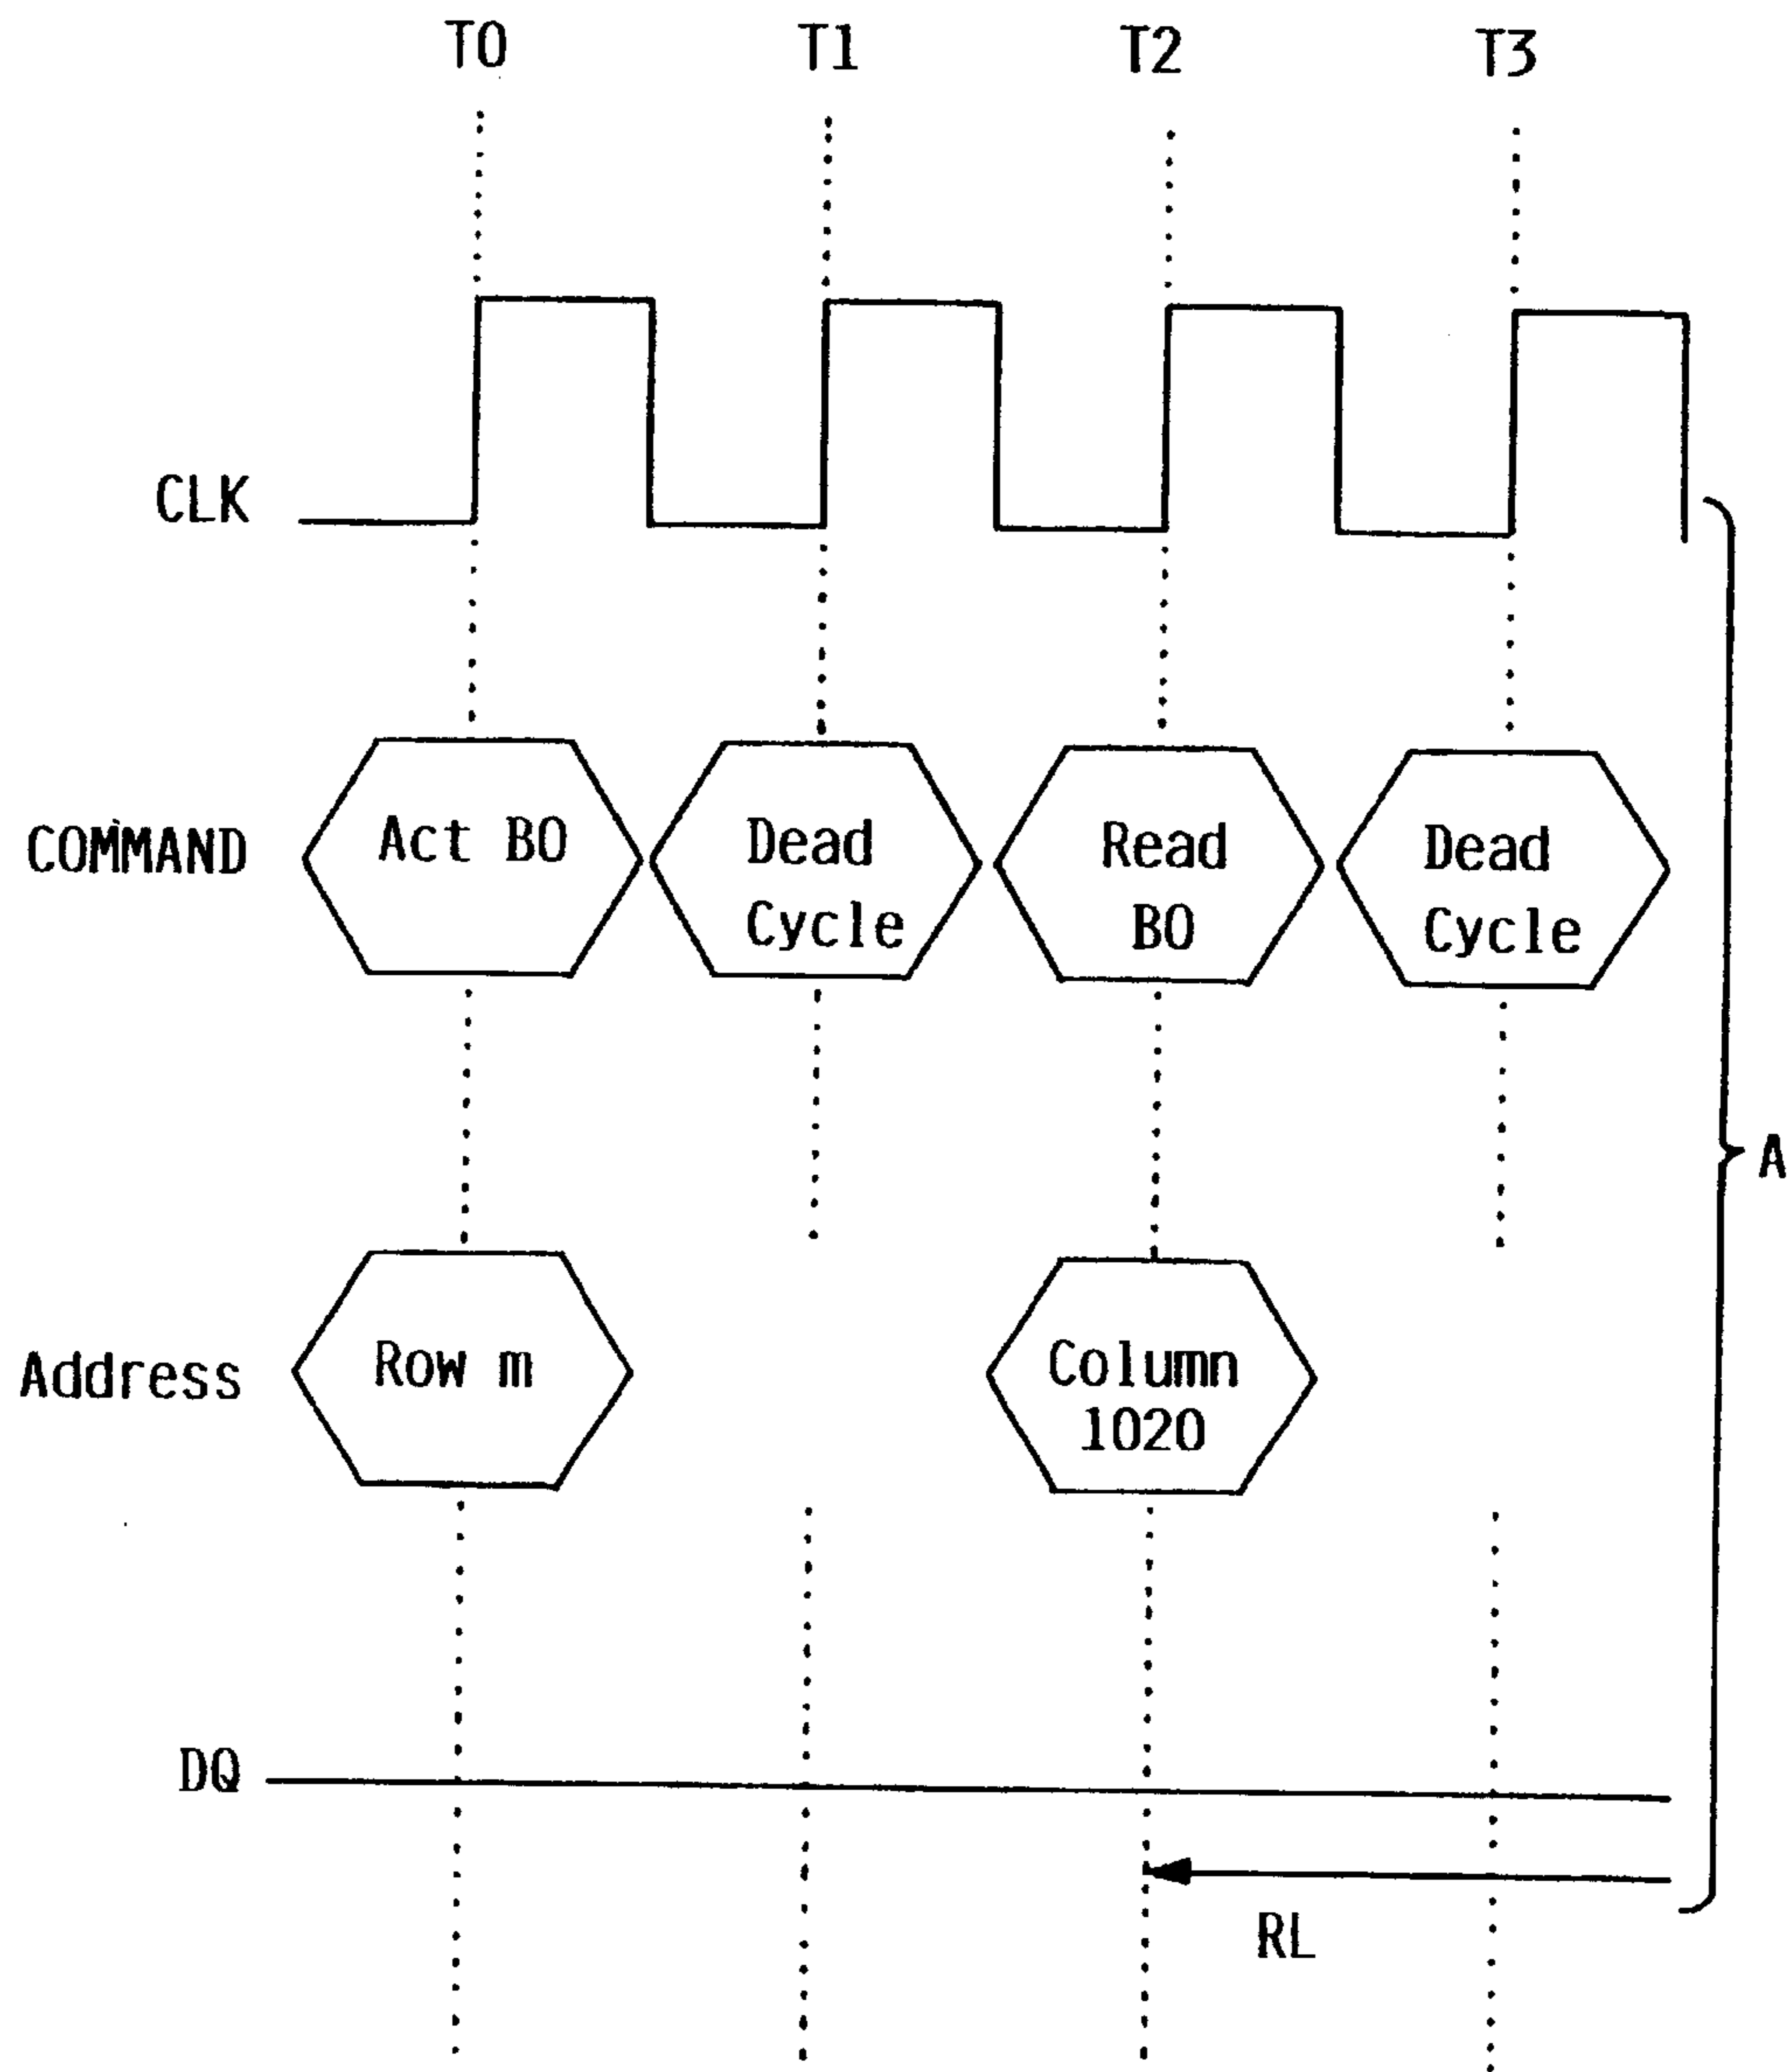 T0 T1 T2 T3
CLK
COMMAND
Act B0
Dead
Cycle
Read
B0
Dead
Cycle
A
Address
Row m
Column
1020
DQ
RL